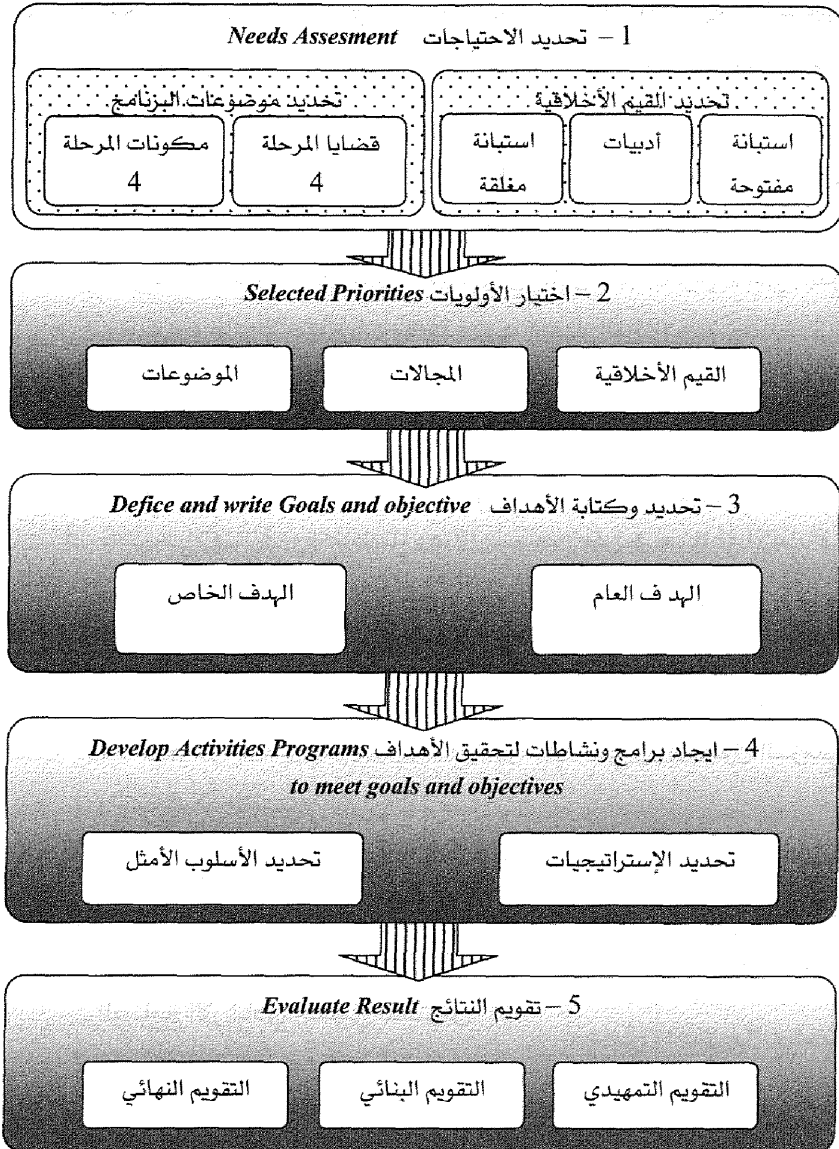 1 – تحديد الاحتياجات Needs Assesment
تحديد القيم الأخلاقية
استبانة
مفتوحة
أدبيات
استبانة
مغلقة
تحديد موضوعات البرنامج
قضايا المرحلة
4
مكونات المرحلة
4
2 – اختيار الأولويات Selected Priorities
القيم الأخلاقية
المجالات
الموضوعات
3 – تحديد وكتابة الأهداف Defice and write Goals and objective
الهد ف العام
الهدف الخاص
4 – ايجاد برامج ونشاطات لتحقيق الأهداف Develop Activities Programs
to meet goals and objectives
تحديد الإستراتيجيات
تحديد الأسلوب الأمثل
5 – تقويم النتائج Evaluate Result
التقويم التمهيدي
التقويم البنائي
التقويم النهائي